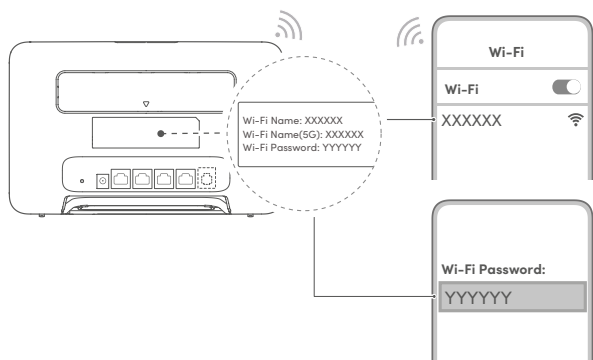 Wi-Fi Name: XXXXXX
Wi-Fi Name(5G): XXXXXX
Wi-Fi Password: YYYYYY
Wi-Fi
Wi-Fi
XXXXXX
Wi-Fi Password:
YYYYYY